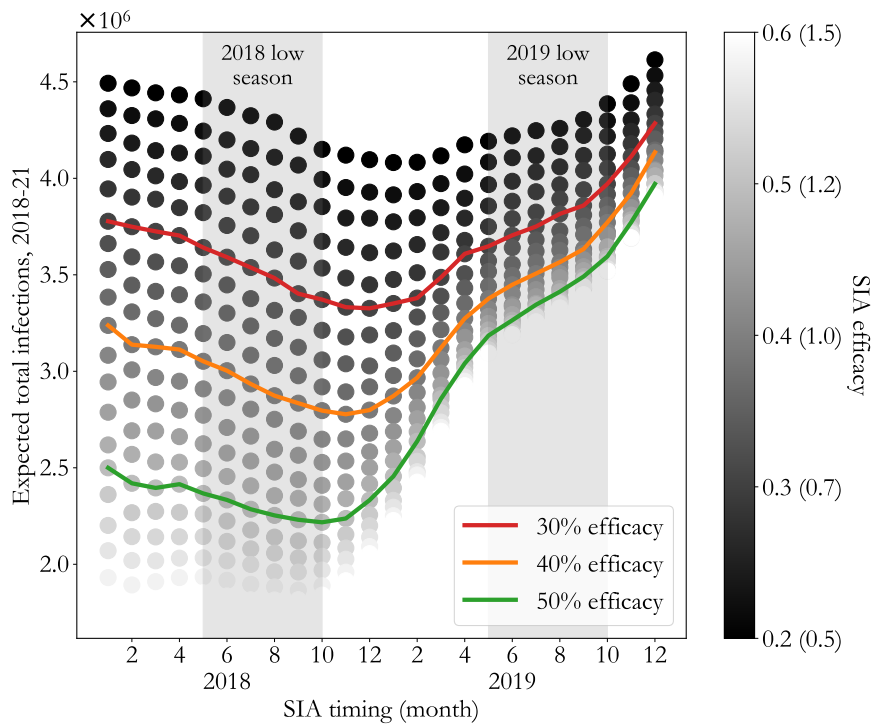 ×10⁶
2018 low
season
2019 low
season
4.5
4.0
3.5
3.0
2.5
2.0
Expected total infections, 2018-21
30% efficacy
40% efficacy
50% efficacy
2 4 6 8 10 12 2 4 6 8 10 12
2018 2019
SIA timing (month)
0.6 (1.5)
0.5 (1.2)
0.4 (1.0)
0.3 (0.7)
0.2 (0.5)
SIA efficacy